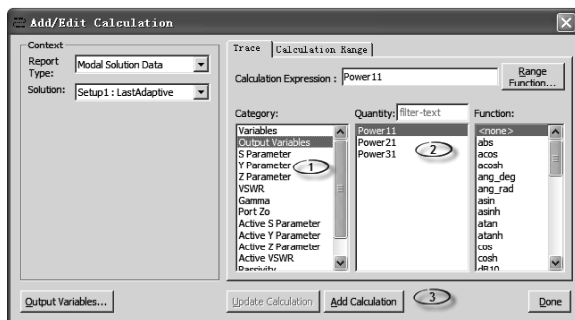 Add/Edit Calculation
Context
Report Type: Modal Solution Data
Solution: Setup1 : LastAdaptive
Output Variables...
Trace
Calculation Range
Calculation Expression : Power11
Range Function...
Category:
Variables
Output Variables
S Parameter
Y Parameter
Z Parameter
VSWR
Gamma
Port Zo
Active S Parameter
Active Y Parameter
Active Z Parameter
Active VSWR
Passivity
1
Quantity: filter-text
Power11
Power21
Power31
2
Function:
<none>
abs
acos
acosh
ang_deg
ang_rad
asin
asinh
atan
atanh
cos
cosh
dB10
Update Calculation
Add Calculation
3
Done